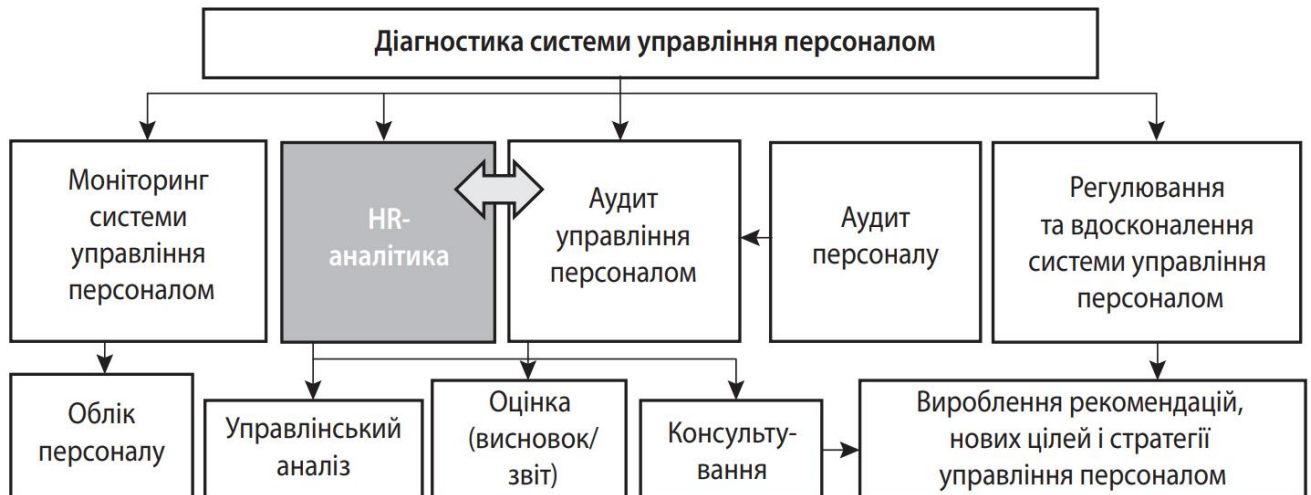 Діагностика системи управління персоналом
Моніторинг
системи
управління
персоналом
HR-
аналітика
Аудит
управління
персоналом
Аудит
персоналу
Регулювання
та вдосконалення
системи управління
персоналом
Облік
персоналу
Управлінський
аналіз
Оцінка
(висновок/
звіт)
Консульту-
вання
Вироблення рекомендацій,
нових цілей і стратегії
управління персоналом